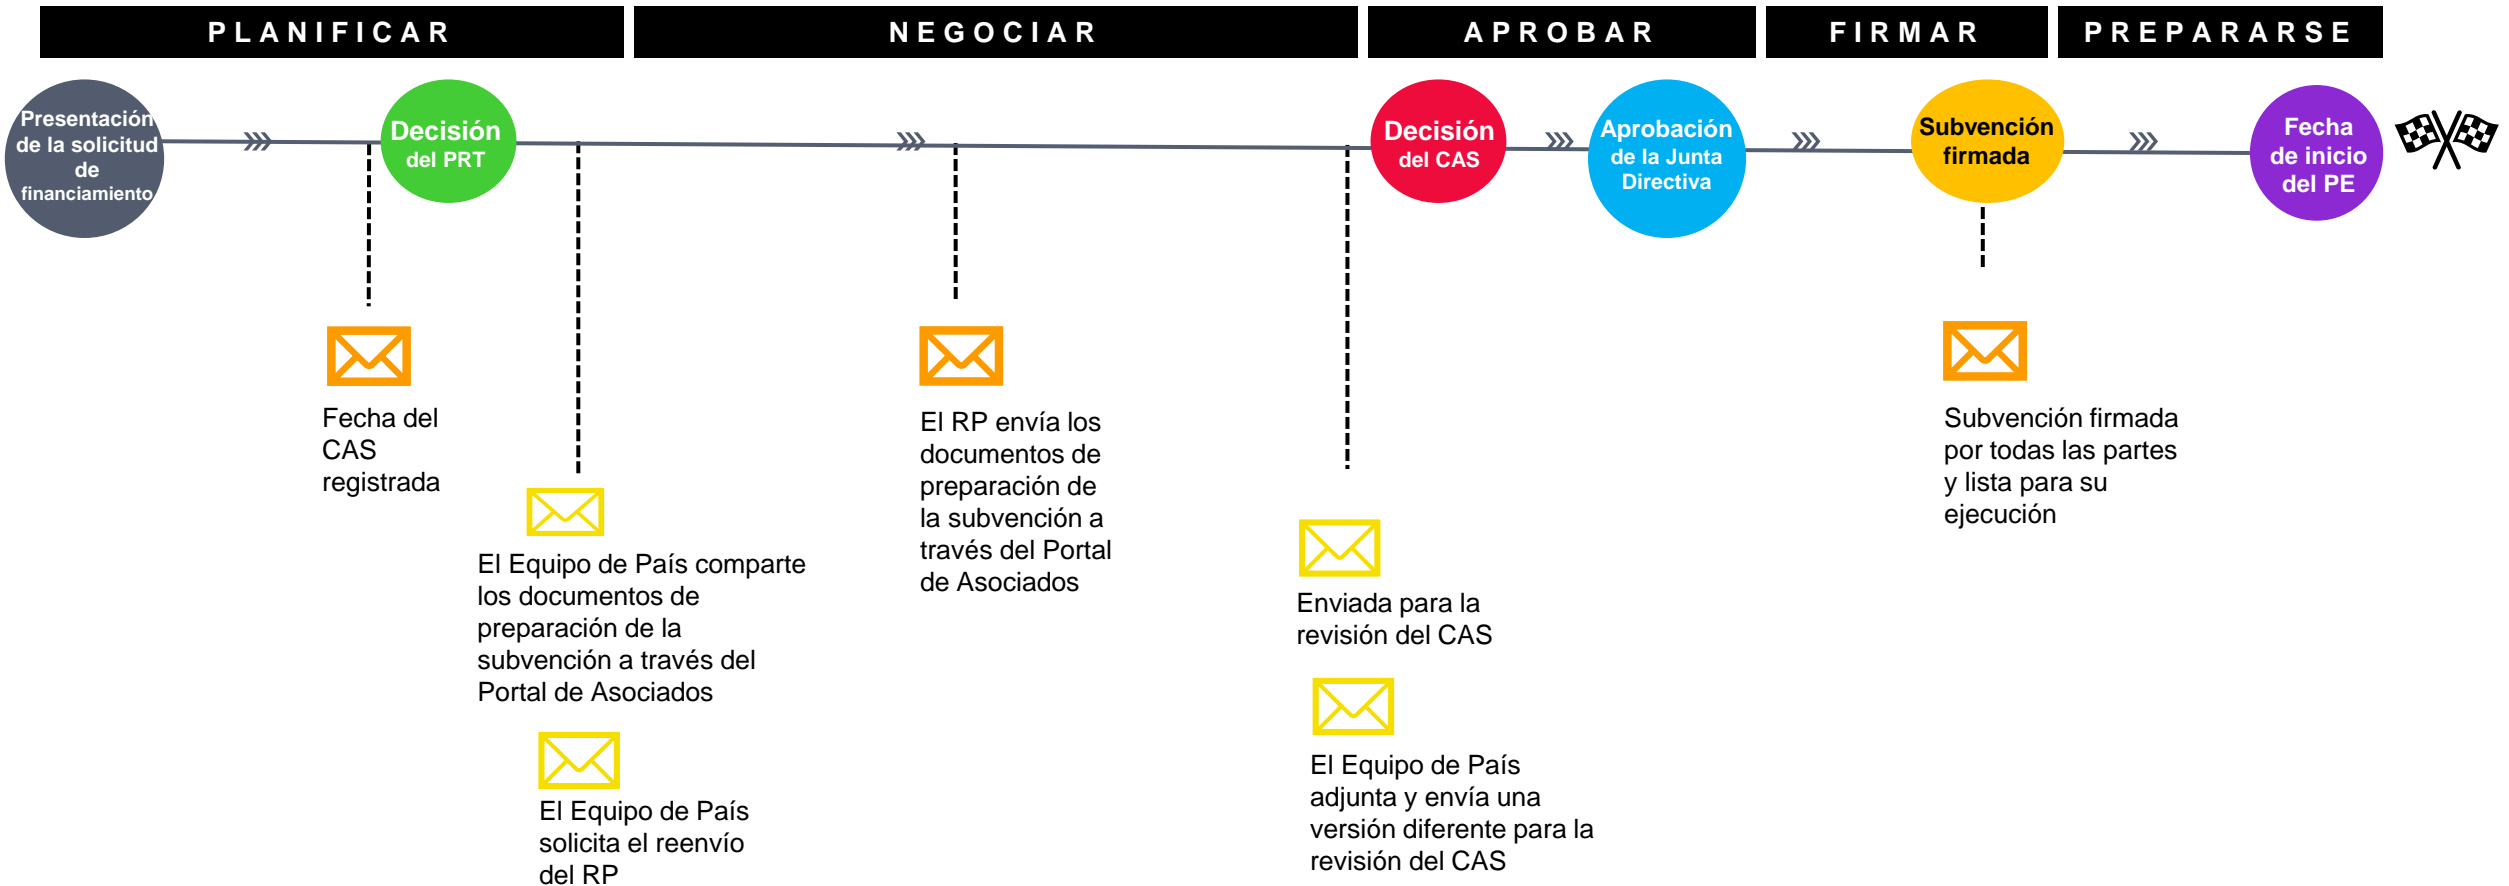 PLANIFICAR
NEGOCIAR
APROBAR
FIRMAR
PREPARARSE
Presentación
de la solicitud
de
financiamiento
Decisión
del PRT
Decisión
del CAS
Aprobación
de la Junta
Directiva
Subvención
firmada
Fecha
de inicio
del PE
Fecha del
CAS
registrada
El Equipo de País comparte
los documentos de
preparación de la
subvención a través del
Portal de Asociados
El Equipo de País
solicita el reenvío
del RP
El RP envía los
documentos de
preparación de
la subvención a
través del Portal
de Asociados
Enviada para la
revisión del CAS
El Equipo de País
adjunta y envía una
versión diferente para la
revisión del CAS
Subvención firmada
por todas las partes
y lista para su
ejecución